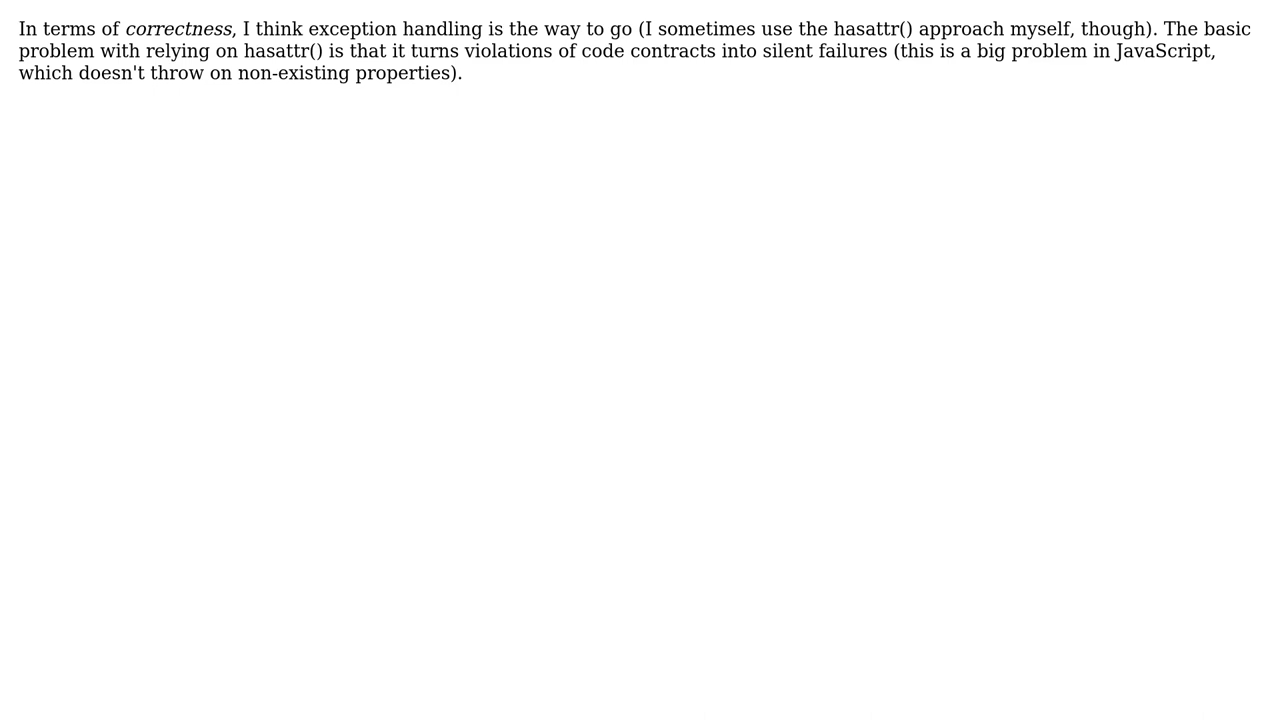 In terms of correctness, I think exception handling is the way to go (I sometimes use the hasattr() approach myself, though). The basic
problem with relying on hasattr() is that it turns violations of code contracts into silent failures (this is a big problem in JavaScript,
which doesn't throw on non-existing properties).